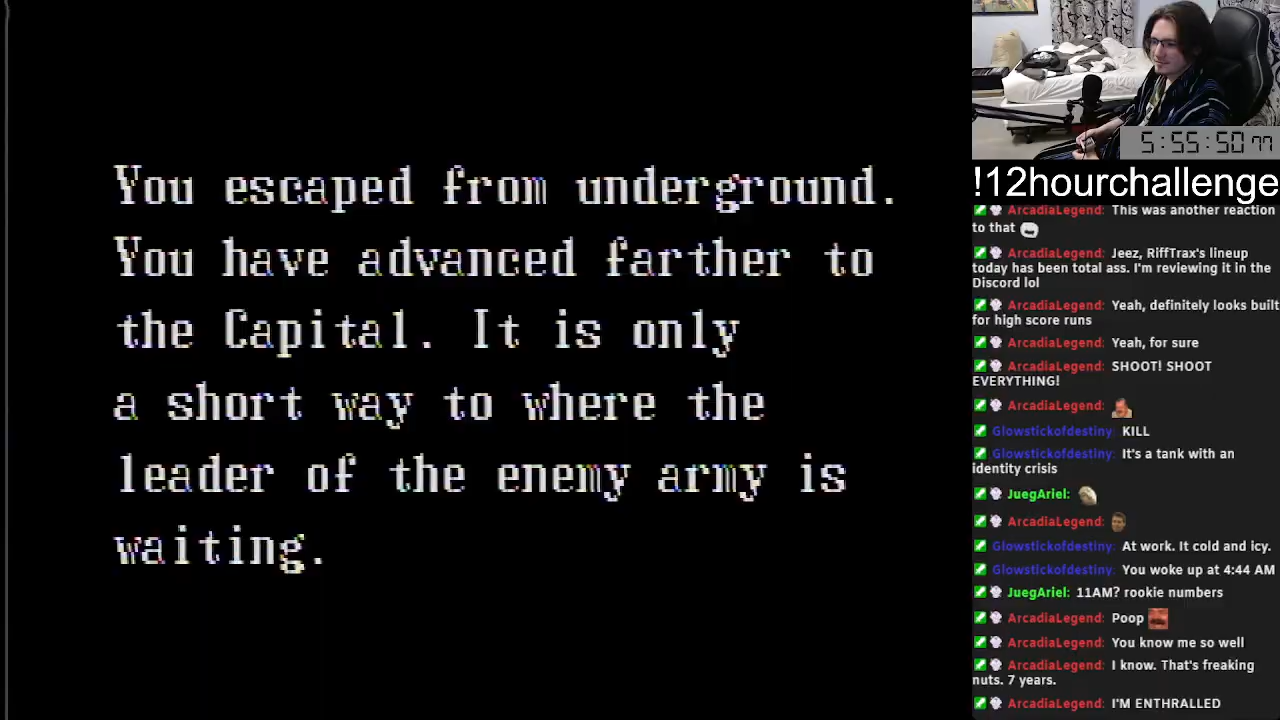 You escaped from underground.
You have advanced farther to
the Capital. It is only
a short way to where the
leader of the enemy army is
waiting.
5:55:50 77
!12hourchallenge
ArcadiaLegend: This was another reaction
to that
ArcadiaLegend: Jeez, RiffTrax's lineup
today has been total ass. I'm reviewing it in the
Discord lol
ArcadiaLegend: Yeah, definitely looks built
for high score runs
ArcadiaLegend: Yeah, for sure
ArcadiaLegend: SHOOT! SHOOT
EVERYTHING!
ArcadiaLegend:
Glowstickofdestiny: KILL
Glowstickofdestiny: It's a tank with an
identity crisis
JuegAriel:
ArcadiaLegend:
Glowstickofdestiny: At work. It cold and icy.
Glowstickofdestiny: You woke up at 4:44 AM
JuegAriel: 11AM? rookie numbers
ArcadiaLegend: Poop
ArcadiaLegend: You know me so well
ArcadiaLegend: I know. That's freaking
nuts. 7 years.
ArcadiaLegend: I'M ENTHRALLED